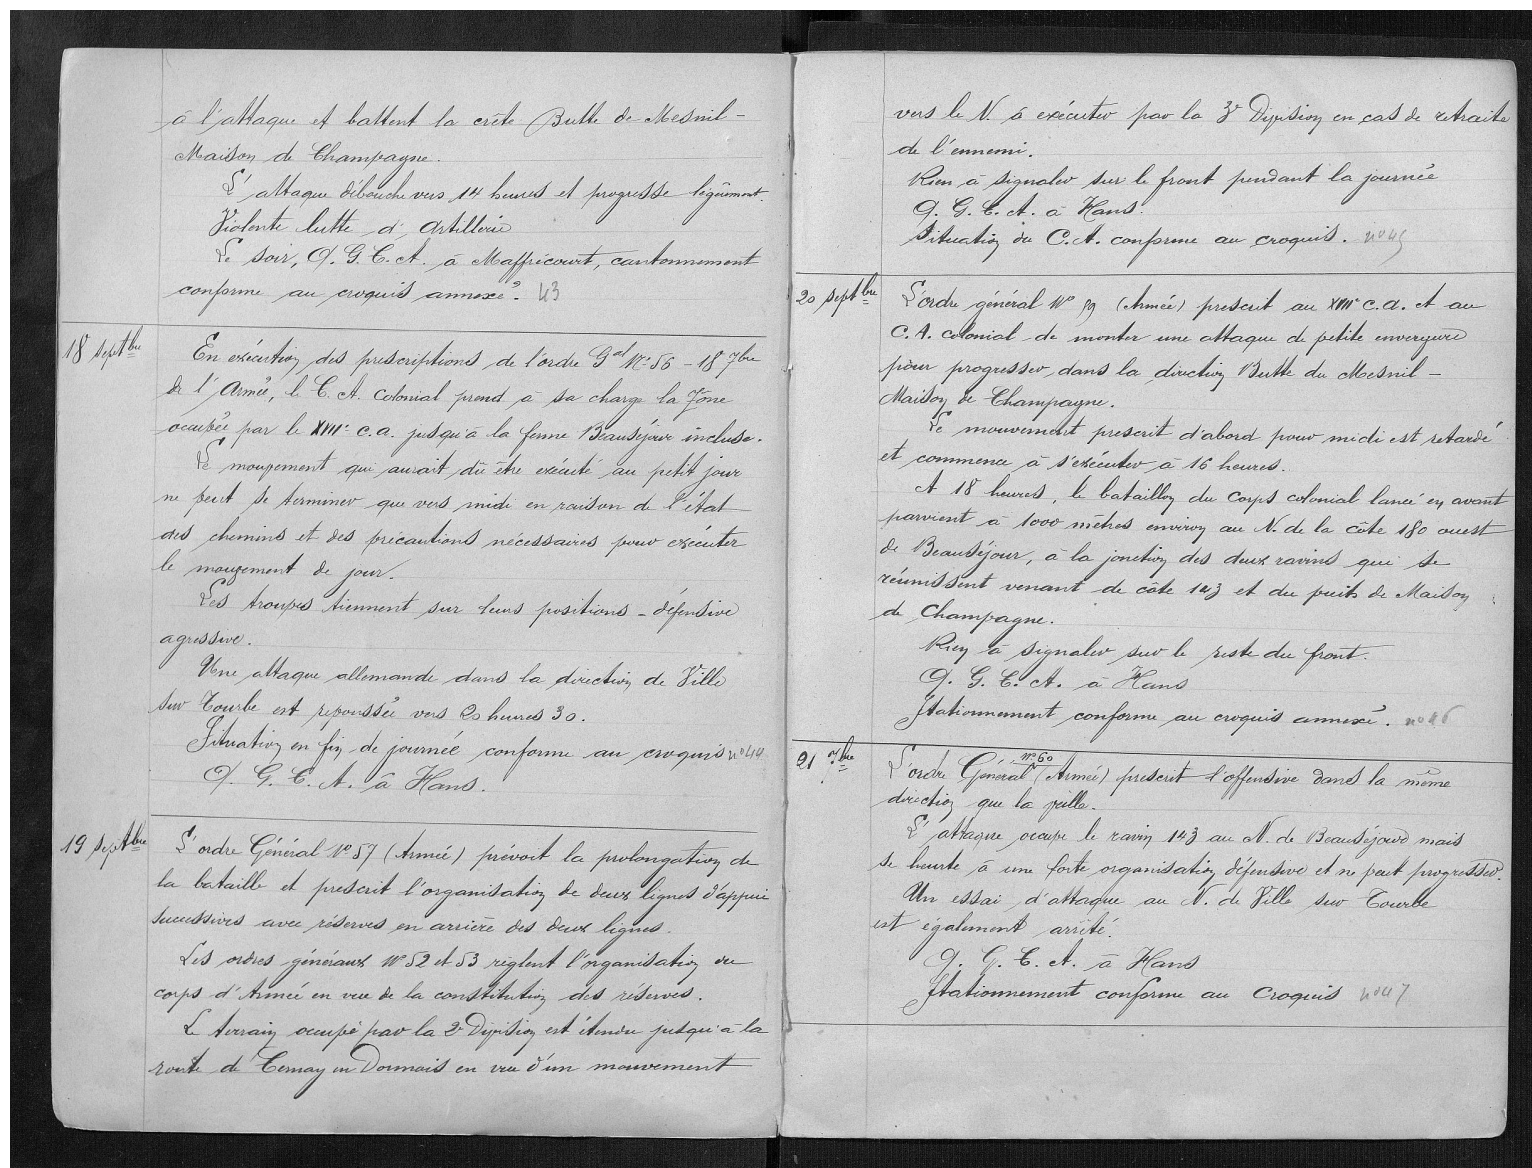 à l'attaque et battent la crête Butte de Mesnil -
Maison de Champagne.
L'attaque débouche vers 14 heures et progresse légèrement.
Violente lutte d'artillerie
Le soir, Q. G. C. A. à Maffrécourt, cantonnement
conforme au croquis annexé. 43
18 septbre
En exécution des prescriptions de l'ordre Gal No 56 - 18 7bre
de l'Armée, le C. A. Colonial prend à sa charge la zone
occupée par le XVIIe C.A. jusqu'à la ferme Beauséjour incluse.
Le mouvement qui aurait dû être exécuté au petit jour
ne peut se terminer que vers midi en raison de l'état
des chemins et des précautions nécessaires pour exécuter
le mouvement de jour.
Les troupes tiennent sur leurs positions - défensive
agressive.
Une attaque allemande dans la direction de Ville
sur Tourbe est repoussée vers 20 heures 30.
Situation en fin de journée conforme au croquis no 44
Q. G. C. A. à Hans.
19 septbre
L'ordre Général No 57 (Armée) prévoit la prolongation de
la bataille et prescrit l'organisation de deux lignes d'appui
successives avec réserves en arrière des deux lignes.
Les ordres généraux No 52 et 53 règlent l'organisation du
corps d'Armée en vue de la constitution des réserves.
Le terrain occupé par la 2e Division est étendu jusqu'à la
route de Cernay en Dormois en vue d'un mouvement
vers le N. à exécuter par la 3e Division en cas de retraite
de l'ennemi.
Rien à signaler sur le front pendant la journée
Q. G. C. A. à Hans.
Situation du C. A. conforme au croquis. no 45
20 septbre
L'ordre général No 59 (Armée) prescrit au XVIIe C.A. et au
C. A. colonial de monter une attaque de petite envergure
pour progresser dans la direction Butte du Mesnil -
Maison de Champagne.
Le mouvement prescrit d'abord pour midi est retardé
et commence à s'exécuter à 16 heures.
A 18 heures, le bataillon du Corps colonial lancé en avant
parvient à 1000 mètres environ au N. de la côte 180 ouest
de Beauséjour, à la jonction des deux ravins qui se
réunissent venant de côte 193 et du puits de Maison
de Champagne.
Rien à signaler sur le reste du front.
Q. G. C. A. à Hans
Stationnement conforme au croquis annexé. no 46
21 7bre
L'ordre Général no 60 (Armée) prescrit l'offensive dans la même
direction que la veille.
L'attaque occupe le ravin 143 au N. de Beauséjour mais
se heurte à une forte organisation défensive et ne peut progresser.
Un essai d'attaque au N. de Ville sur Tourbe
est également arrêté.
Q. G. C. A. à Hans
Stationnement conforme au croquis no 47